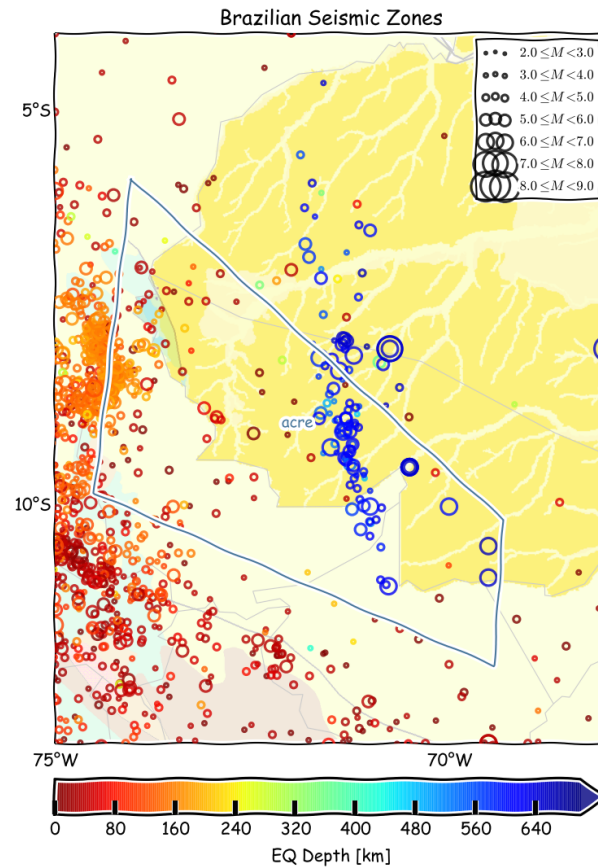 Brazilian Seismic Zones
2.0 ≤M <3.0
3.0 ≤M <4.0
4.0 ≤M <5.0
5.0 ≤M <6.0
6.0 ≤M <7.0
7.0 ≤M <8.0
8.0 ≤M <9.0
5°S
acre
10°S
75°W 70°W
0 80 160 240 320 400 480 560 640
EQ Depth [km]